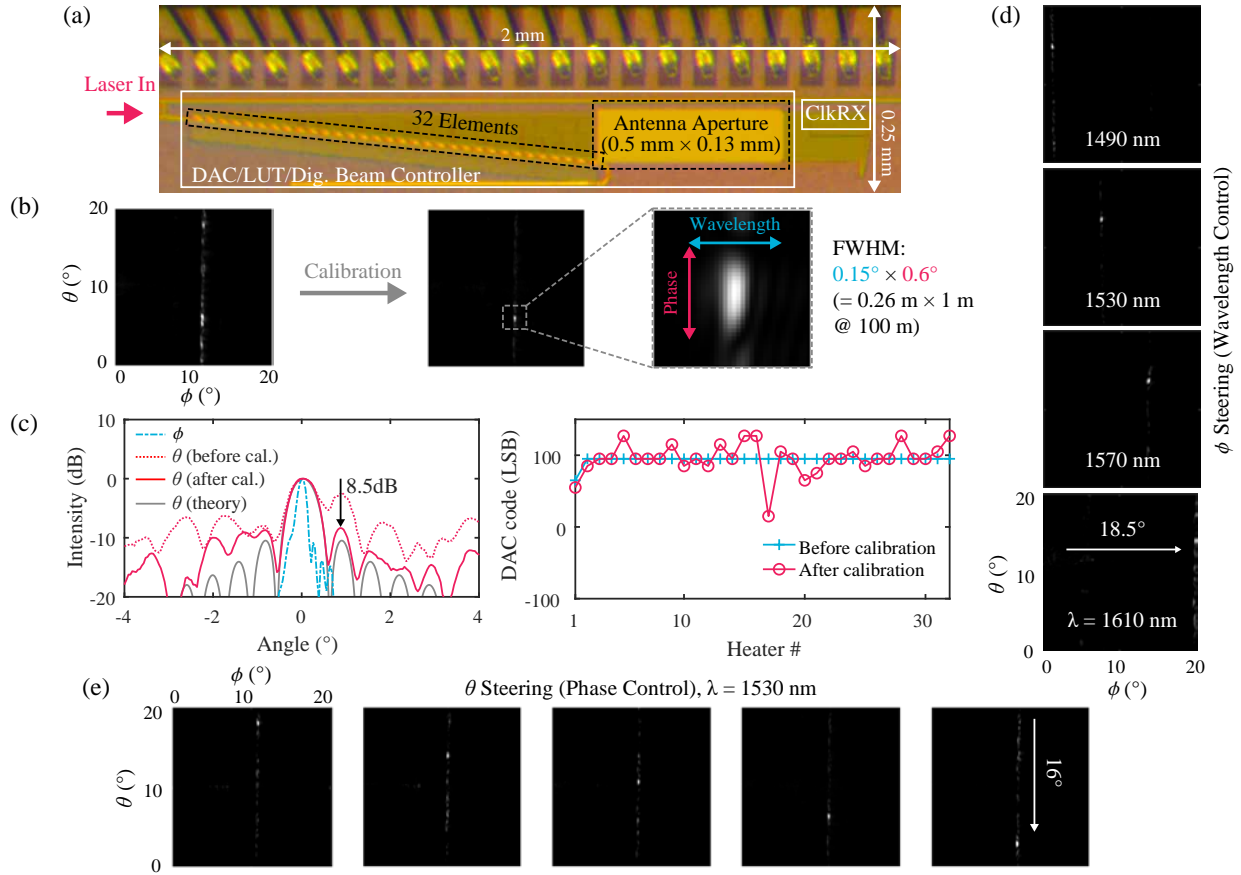 (a)
2 mm
Laser In
32 Elements
Antenna Aperture
(0.5 mm × 0.13 mm)
ClkRX
0.25 mm
DAC/LUT/Dig. Beam Controller
(b)
20
10
0
θ (°)
0
10
20
ϕ (°)
Calibration
Wavelength
Phase
FWHM:
0.15° × 0.6°
(= 0.26 m × 1 m
@ 100 m)
(c)
10
0
-10
-20
Intensity (dB)
ϕ
θ (before cal.)
θ (after cal.)
θ (theory)
8.5dB
-4
-2
0
2
4
Angle (°)
100
0
-100
DAC code (LSB)
Before calibration
After calibration
1
10
20
30
Heater #
(d)
1490 nm
1530 nm
1570 nm
ϕ Steering (Wavelength Control)
20
10
0
θ (°)
18.5°
λ = 1610 nm
0
10
20
ϕ (°)
(e)
ϕ (°)
0
10
20
θ Steering (Phase Control), λ = 1530 nm
20
10
0
θ (°)
16°